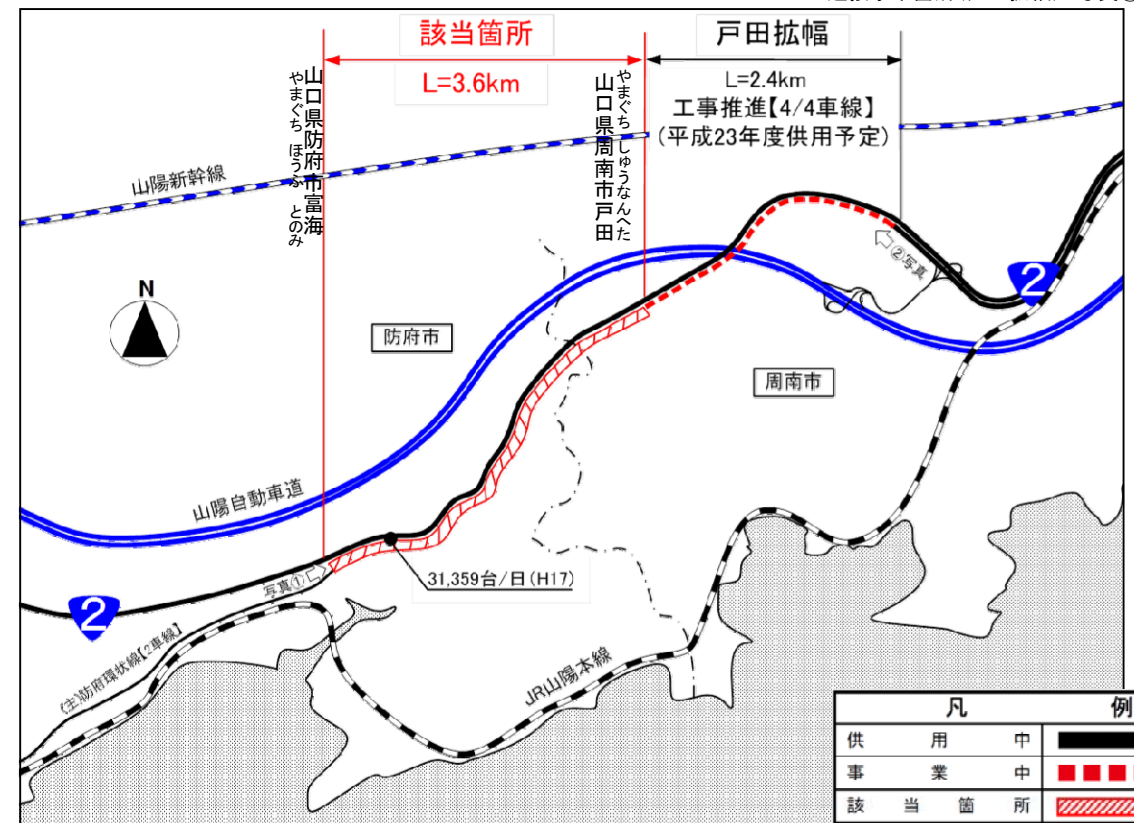 該当箇所
L=3.6km
戸田拡幅
L=2.4km
工事推進【4/4車線】
(平成23年度供用予定)
山口県防府市富海
やまぐち ほうふ とのみ
山口県周南市戸田
やまぐち しゅうなんへた
山陽新幹線
N
防府市
周南市
②写真
2
山陽自動車道
写真①
31,359台/日(H17)
2
(主)防府環状線【2車線】
JR山陽本線
凡例
供用中
事業中
該当箇所